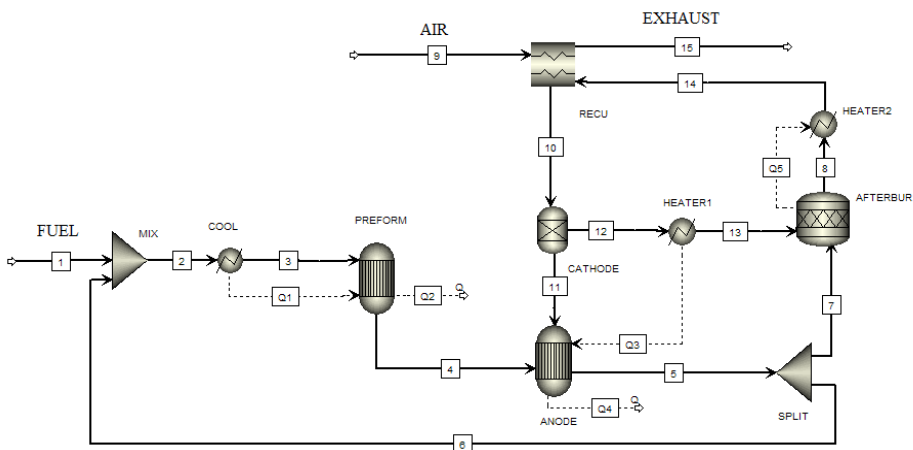 EXHAUST
AIR
9
15
14
RECU
HEATER2
10
Q5
8
AFTERBUR
HEATER1
PREFORM
COOL
FUEL
MIX
12
13
1
2
3
CATHODE
11
7
Q1
Q2
Q
Q3
4
5
ANODE
Q4
Q
SPLIT
6